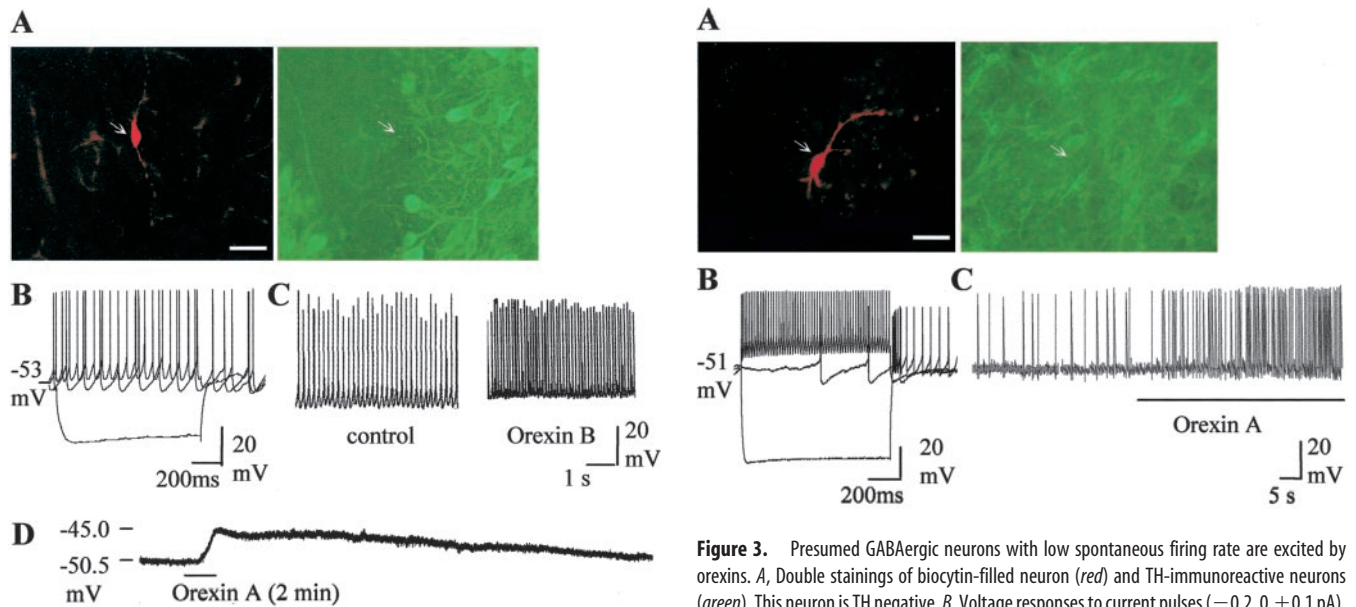 A
B
-53
mV
20
mV
200ms
C
control
Orexin B
20
mV
1 s
D
-45.0
-50.5
mV
Orexin A (2 min)
A
B
-51
mV
20
mV
200ms
C
Orexin A
20
mV
5 s
Figure 3. Presumed GABAergic neurons with low spontaneous firing rate are excited by
orexins. A, Double stainings of biocytin-filled neuron (red) and TH-immunoreactive neurons
(green). This neuron is TH negative. B, Voltage responses to current pulses (−0.2, 0, +0.1 nA).